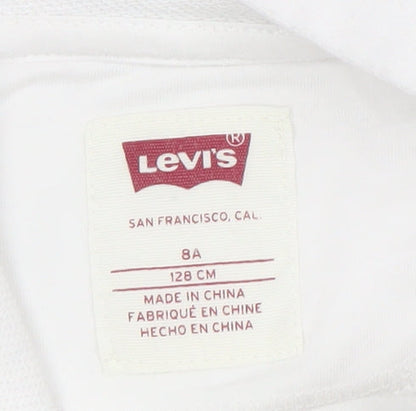 Levi's ®
SAN FRANCISCO, CAL.
8A
128 CM
MADE IN CHINA
FABRIQUÉ EN CHINE
HECHO EN CHINA